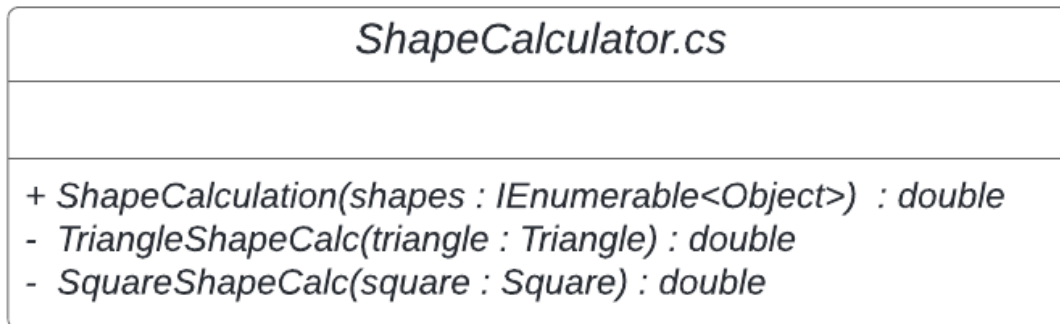 ShapeCalculator.cs
+ ShapeCalculation(shapes : IEnumerable<Object>) : double
- TriangleShapeCalc(triangle : Triangle) : double
- SquareShapeCalc(square : Square) : double